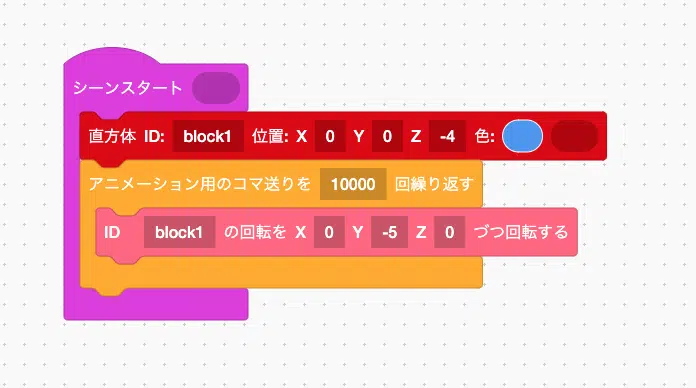 シーンスタート
直方体 ID: block1 位置: X 0 Y 0 Z -4 色:
アニメーション用のコマ送りを 10000 回繰り返す
ID block1 の回転を X 0 Y -5 Z 0 づつ回転する